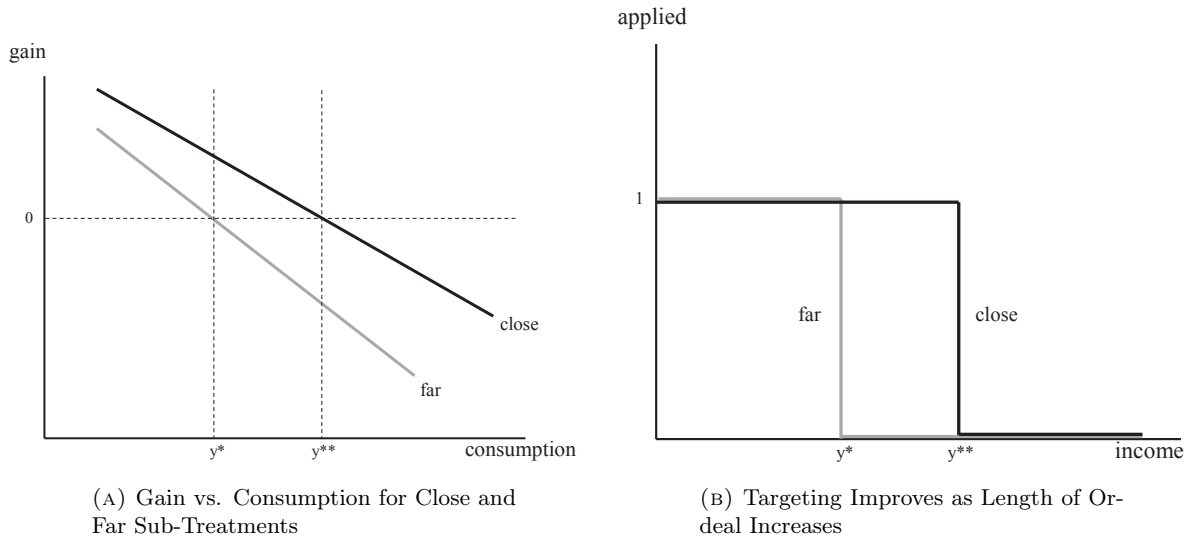 gain
0
close
far
y*
y**
consumption
(A) Gain vs. Consumption for Close and
Far Sub-Treatments
applied
1
far
close
y*
y**
income
(B) Targeting Improves as Length of Or-
deal Increases